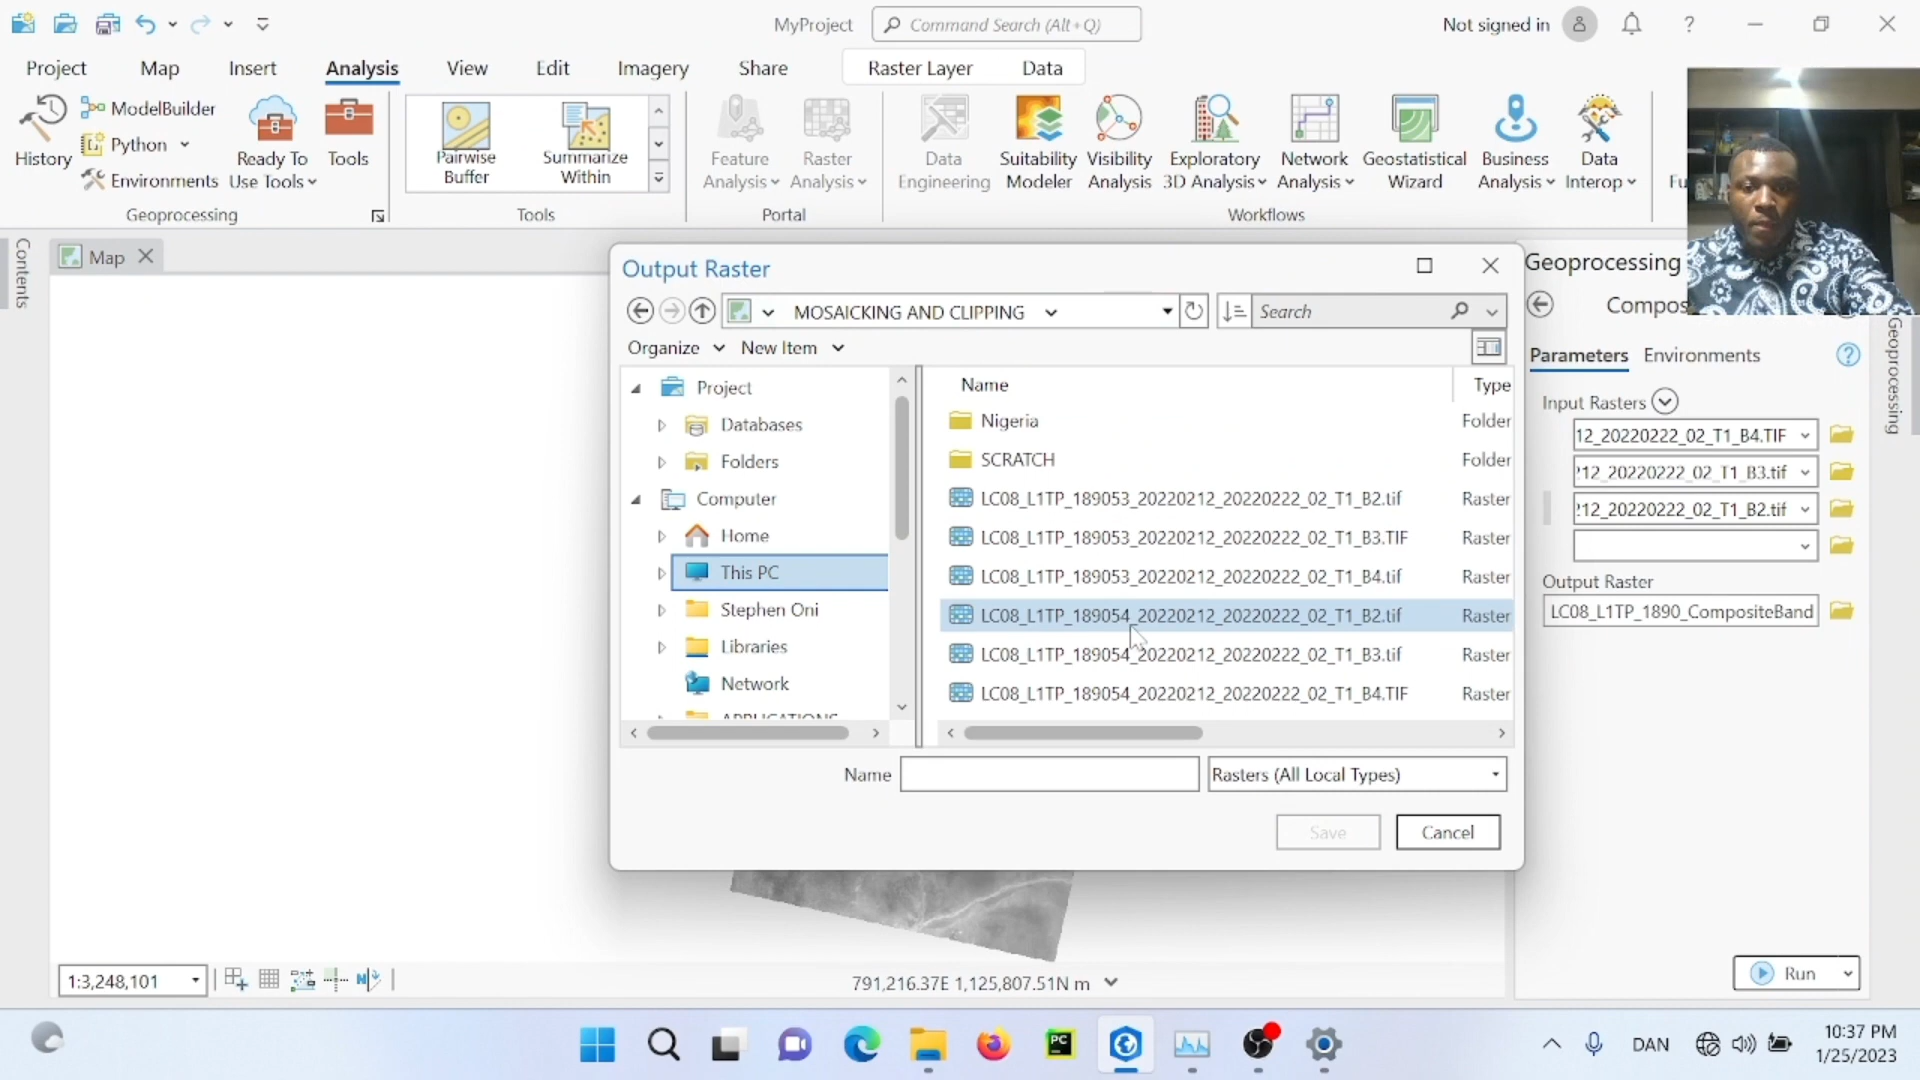 MyProject
Command Search (Alt+Q)
Not signed in
?
Project
Map
Insert
Analysis
View
Edit
Imagery
Share
Raster Layer
Data
History
ModelBuilder
Python
Environments
Ready To
Use Tools
Tools
Geoprocessing
Pairwise
Buffer
Summarize
Within
Tools
Feature
Analysis
Raster
Analysis
Portal
Data
Engineering
Suitability
Modeler
Visibility
Analysis
Exploratory
3D Analysis
Network
Analysis
Geostatistical
Wizard
Business
Analysis
Data
Interop
Fu
Workflows
Contents
Map
Output Raster
MOSAICKING AND CLIPPING
Search
Organize
New Item
Project
Databases
Folders
Computer
Home
This PC
Stephen Oni
Libraries
Network
APPLICATIONS
Name
Type
Nigeria
Folder
SCRATCH
Folder
LC08_L1TP_189053_20220212_20220222_02_T1_B2.tif
Raster
LC08_L1TP_189053_20220212_20220222_02_T1_B3.TIF
Raster
LC08_L1TP_189053_20220212_20220222_02_T1_B4.tif
Raster
LC08_L1TP_189054_20220212_20220222_02_T1_B2.tif
Raster
LC08_L1TP_189054_20220212_20220222_02_T1_B3.tif
Raster
LC08_L1TP_189054_20220212_20220222_02_T1_B4.TIF
Raster
Name
Rasters (All Local Types)
Save
Cancel
Geoprocessing
Compos
Parameters
Environments
?
Input Rasters
12_20220222_02_T1_B4.TIF
12_20220222_02_T1_B3.tif
12_20220222_02_T1_B2.tif
Output Raster
LC08_L1TP_1890_CompositeBand
Run
Geoprocessing
1:3,248,101
N
791,216.37E 1,125,807.51N m
PC
DAN
10:37 PM
1/25/2023